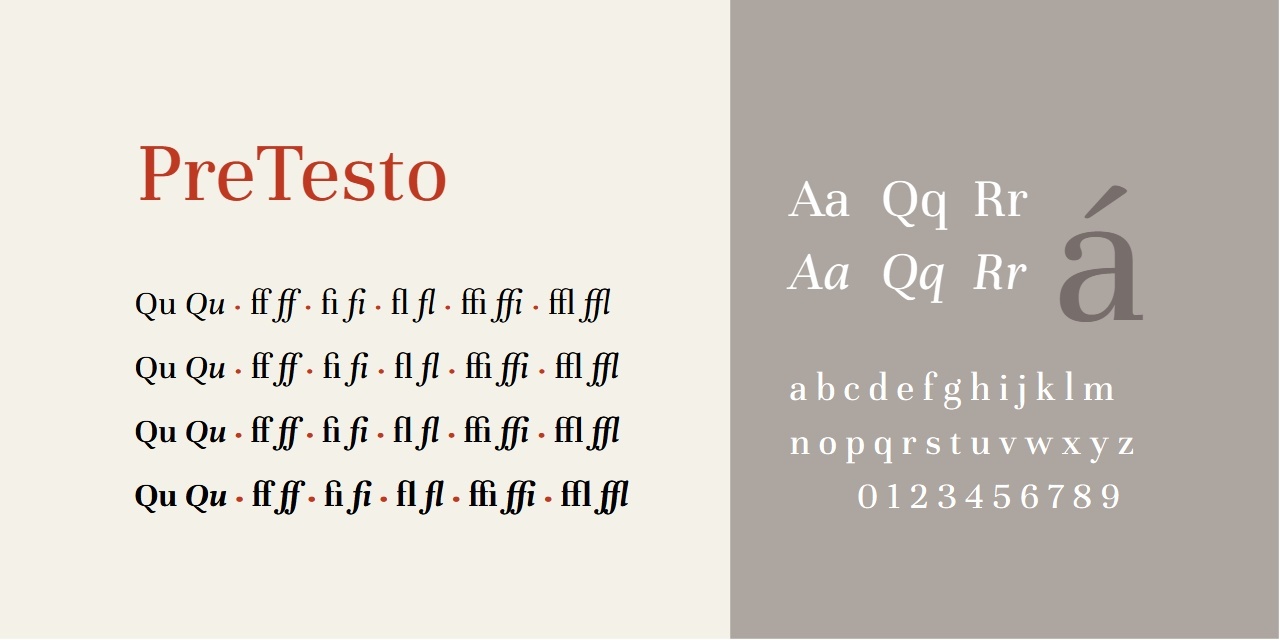 PreTesto
Qu Qu · ff ff · fi fi · fl fl · ffi ffi · ffl ffl
Qu Qu · ff ff · fi fi · fl fl · ffi ffi · ffl ffl
Qu Qu · ff ff · fi fi · fl fl · ffi ffi · ffl ffl
Qu Qu · ff ff · fi fi · fl fl · ffi ffi · ffl ffl
Aa Qq Rr
Aa Qq Rr
á
a b c d e f g h i j k l m
n o p q r s t u v w x y z
0 1 2 3 4 5 6 7 8 9